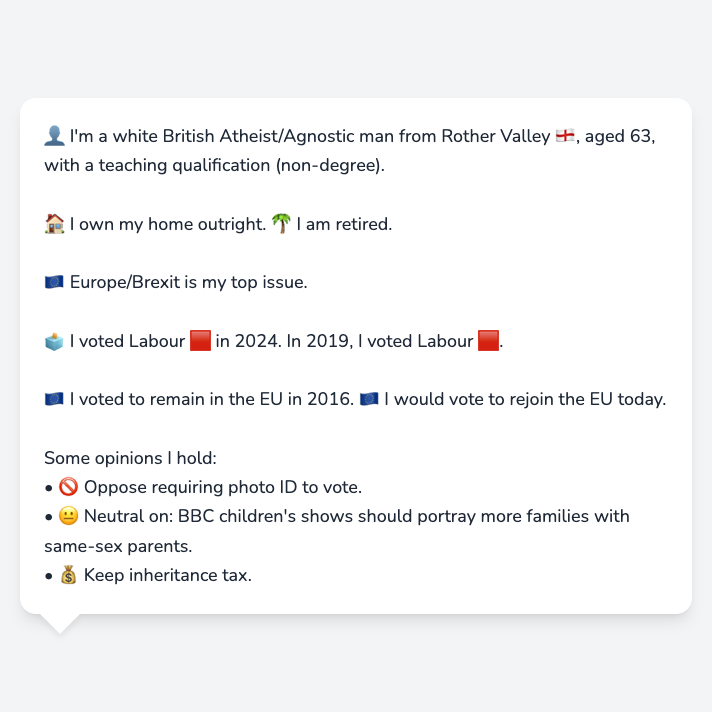 👤 I'm a white British Atheist/Agnostic man from Rother Valley 🏴󠁧󠁢󠁥󠁮󠁧󠁿, aged 63,
with a teaching qualification (non-degree).
🏠 I own my home outright. 🌴 I am retired.
🇪🇺 Europe/Brexit is my top issue.
🗳️ I voted Labour 🟥 in 2024. In 2019, I voted Labour 🟥.
🇪🇺 I voted to remain in the EU in 2016. 🇪🇺 I would vote to rejoin the EU today.
Some opinions I hold:
• 🚫 Oppose requiring photo ID to vote.
• 😐 Neutral on: BBC children's shows should portray more families with
same-sex parents.
• 💰 Keep inheritance tax.